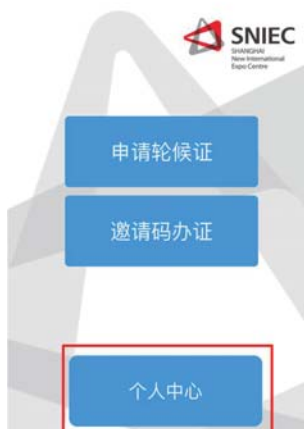 SNIEC
SHANGHAI
New International
Expo Centre
申请轮候证
邀请码办证
个人中心